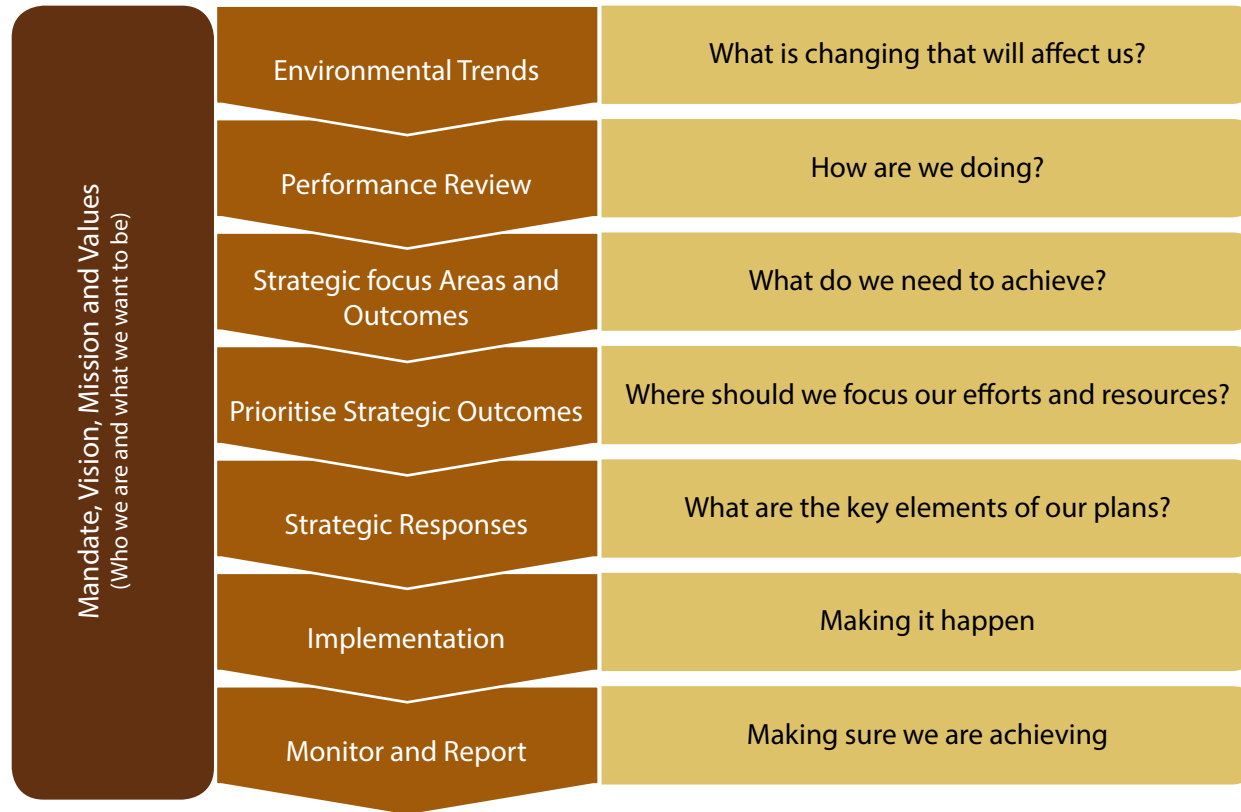 Mandate, Vision, Mission and Values
(Who we are and what we want to be)
Environmental Trends
What is changing that will affect us?
Performance Review
How are we doing?
Strategic focus Areas and
Outcomes
What do we need to achieve?
Prioritise Strategic Outcomes
Where should we focus our efforts and resources?
Strategic Responses
What are the key elements of our plans?
Implementation
Making it happen
Monitor and Report
Making sure we are achieving